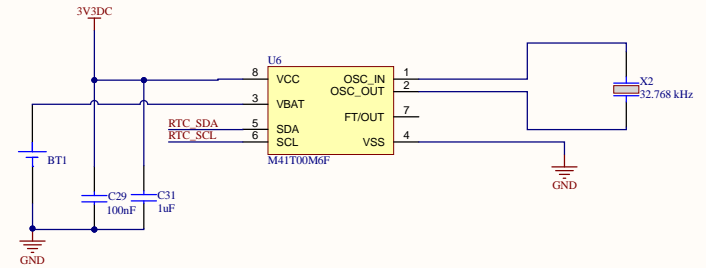 3V3DC
U6
8 VCC OSC_IN 1
OSC_OUT 2
3 VBAT
FT/OUT 7
RTC_SDA 5 SDA
RTC_SCL 6 SCL VSS 4
M41T00M6F
X2
32.768 kHz
GND
BT1
C29
100nF
C31
1uF
GND